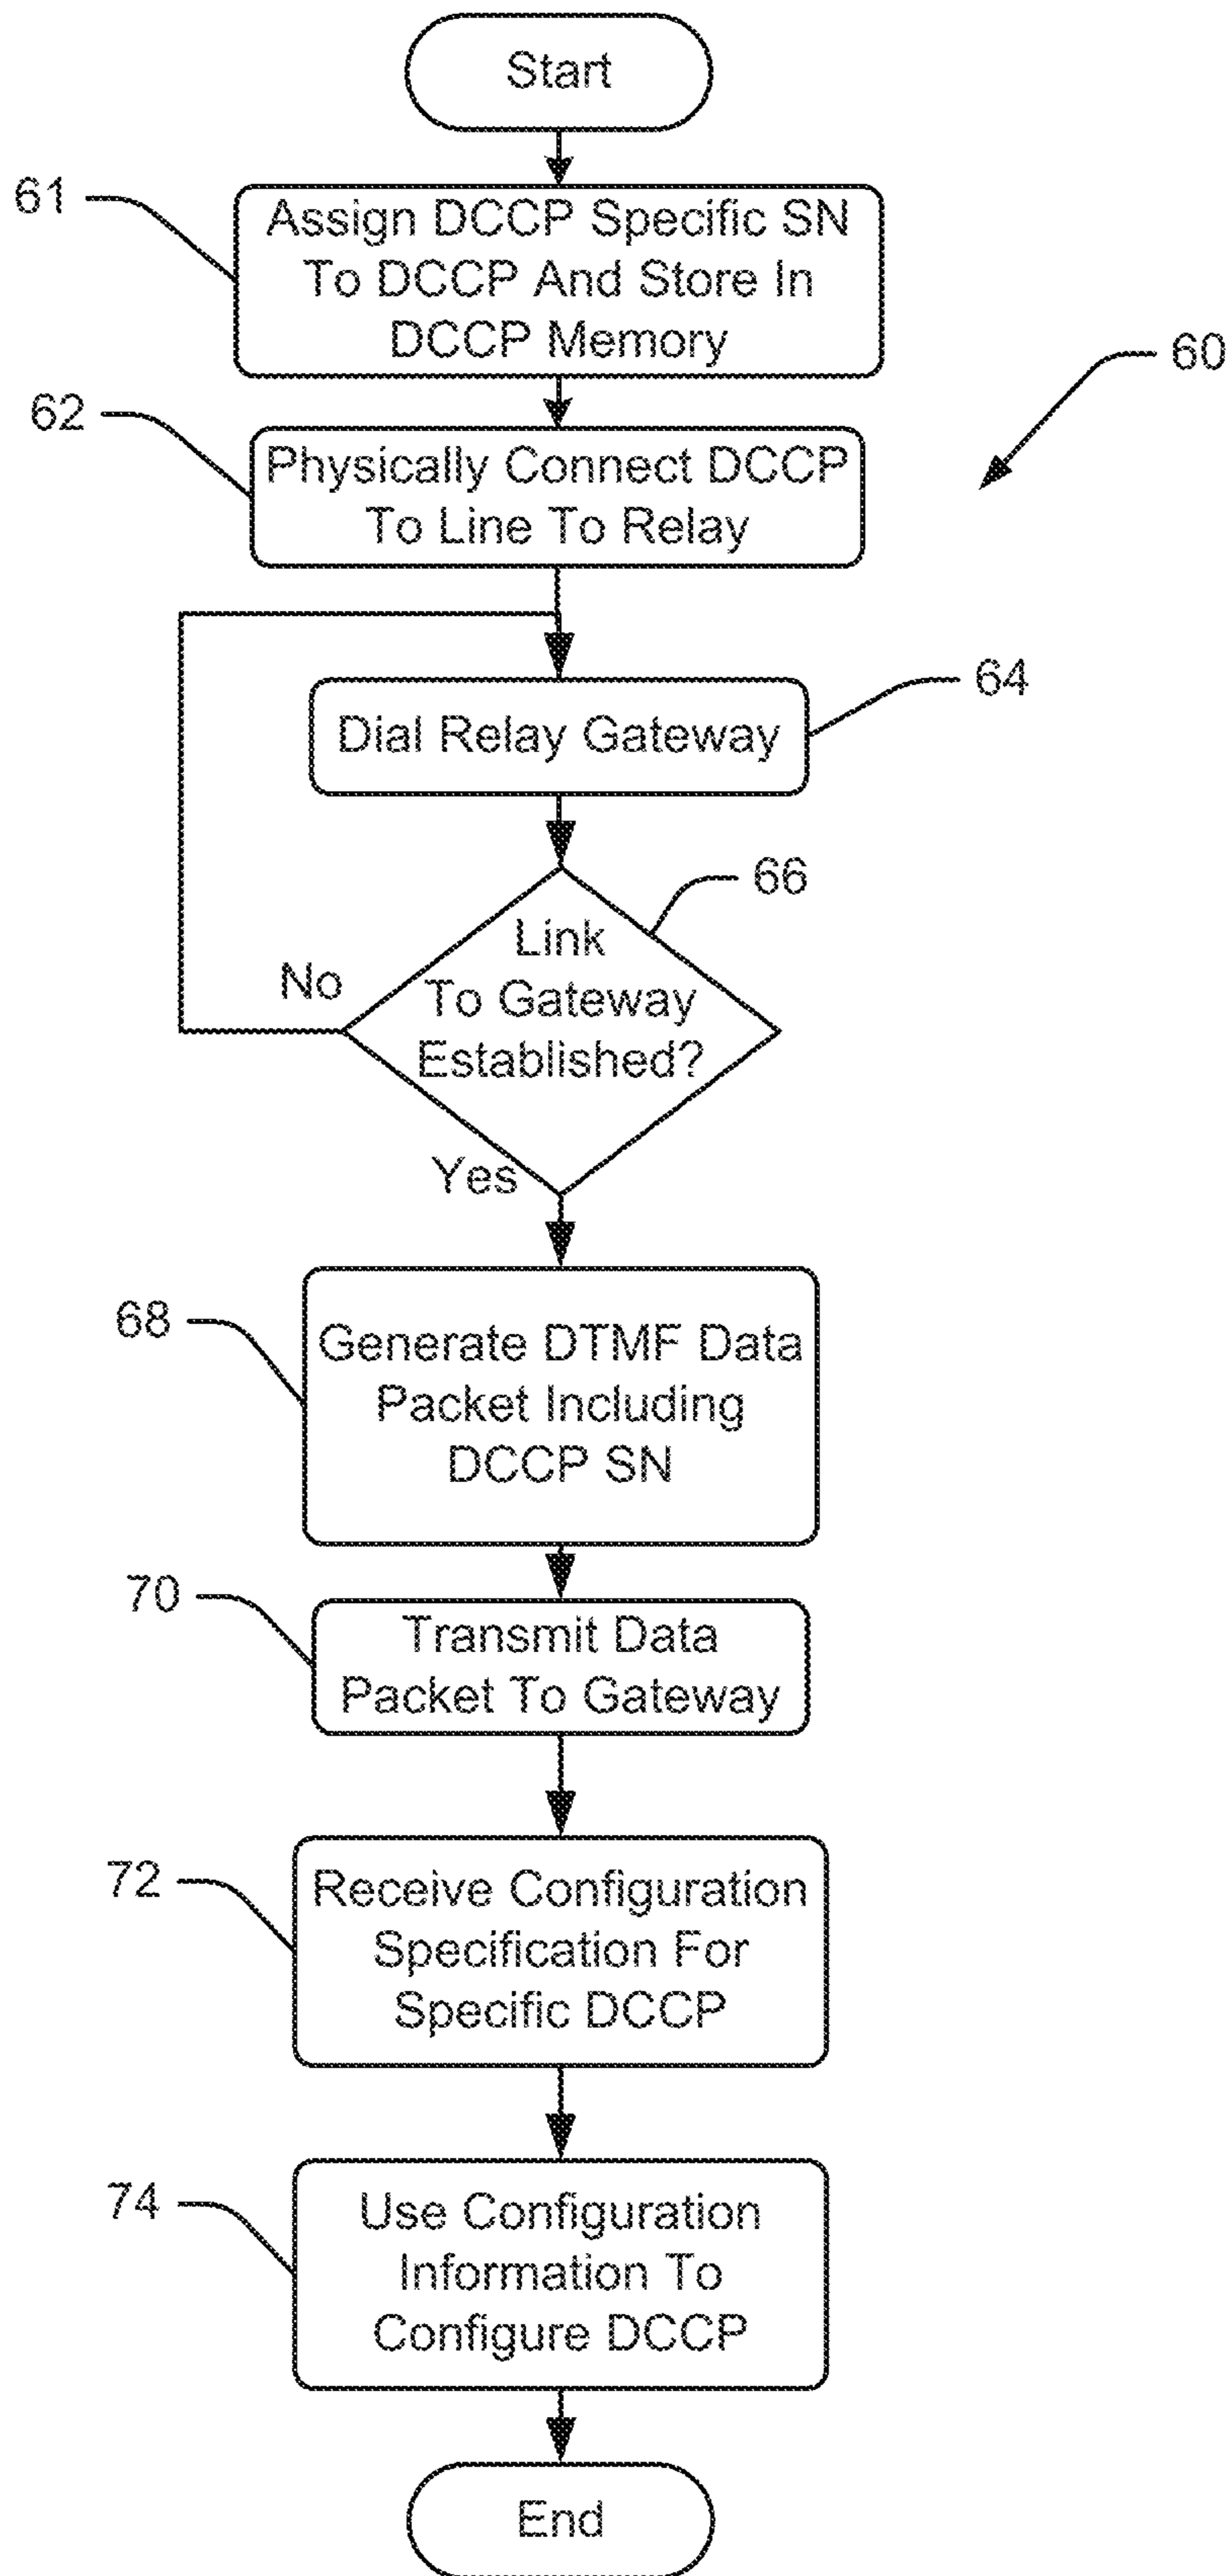 Start
61
Assign DCCP Specific SN
To DCCP And Store In
DCCP Memory
60
62
Physically Connect DCCP
To Line To Relay
64
Dial Relay Gateway
66
Link
To Gateway
Established?
No
Yes
68
Generate DTMF Data
Packet Including
DCCP SN
70
Transmit Data
Packet To Gateway
72
Receive Configuration
Specification For
Specific DCCP
74
Use Configuration
Information To
Configure DCCP
End